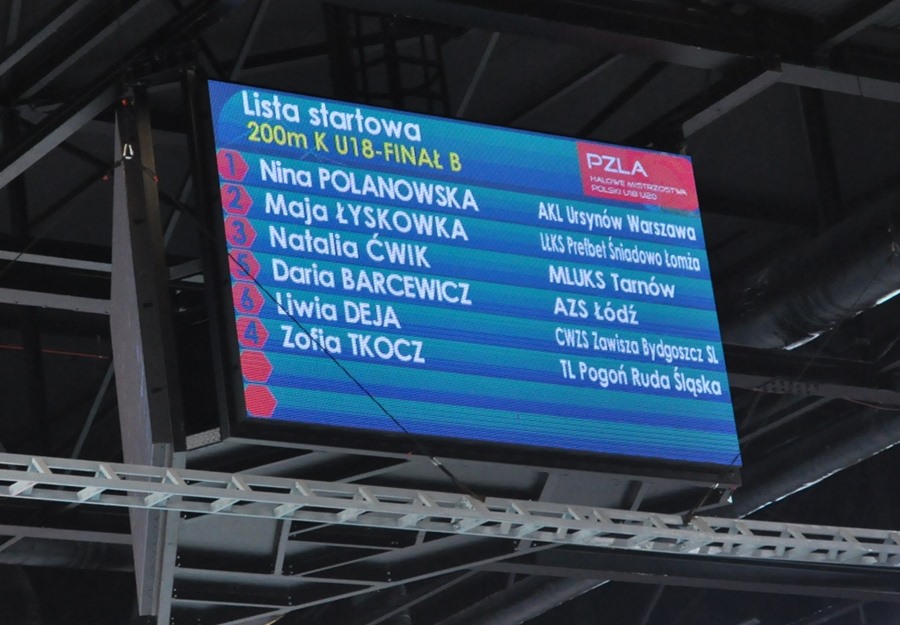 Lista startowa
200m K U18-FINAŁ B
PZLA
HALOWE MISTRZOSTWA
POLSKI U18 U20
1 Nina POLANOWSKA AKL Ursynów Warszawa
2 Maja ŁYSKOWKA LŁKS Prefbet Śniadowo Łomża
3 Natalia ĆWIK MLUKS Tarnów
5 Daria BARCEWICZ AZS Łódź
6 Liwia DEJA CWZS Zawisza Bydgoszcz SL
4 Zofia TKOCZ TL Pogoń Ruda Śląska